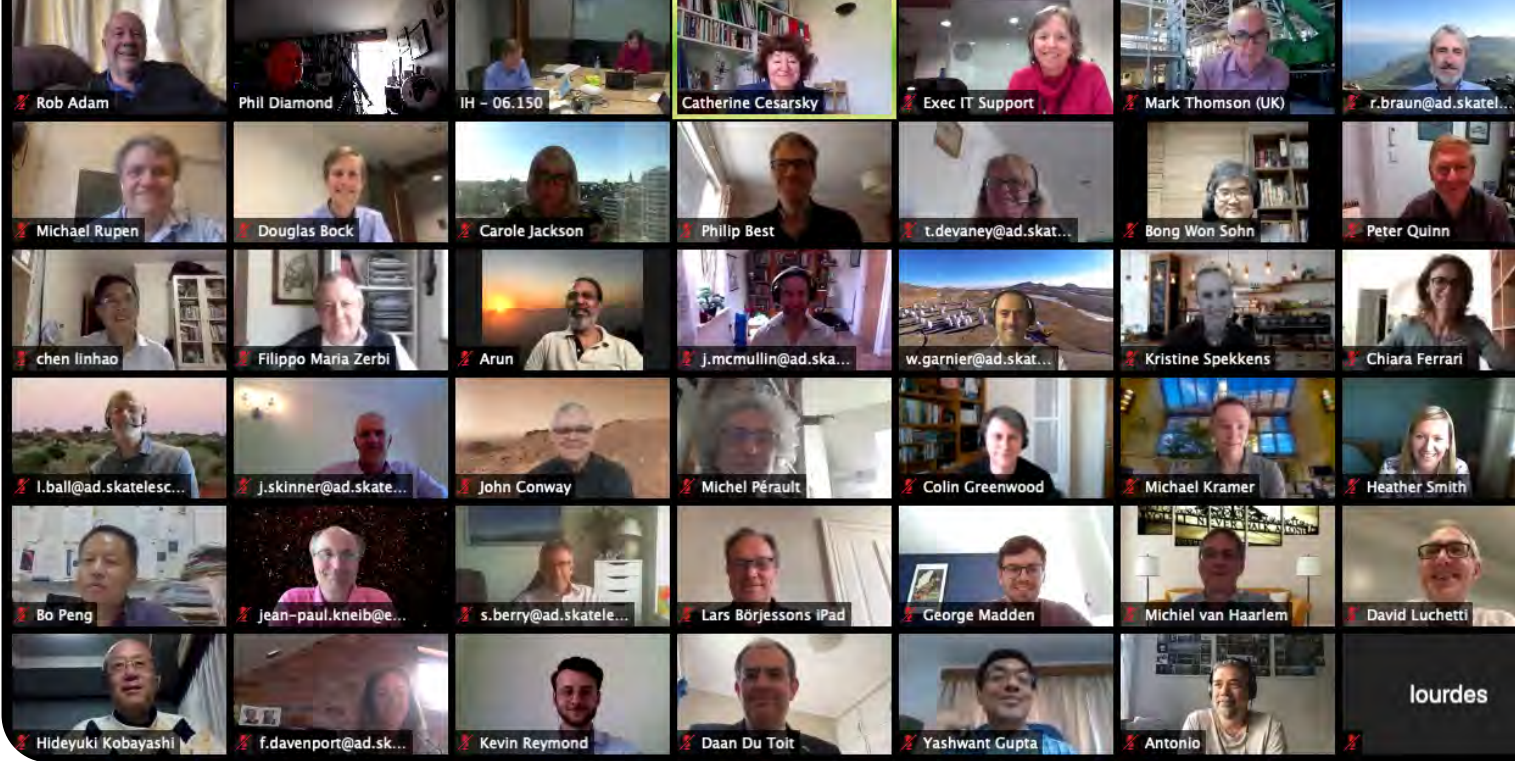 Rob Adam
Phil Diamond
IH – 06.150
Catherine Cesarsky
Exec IT Support
Mark Thomson (UK)
r.braun@ad.skatel...
Michael Rupen
Douglas Bock
Carole Jackson
Philip Best
t.devaney@ad.skat...
Bong Won Sohn
Peter Quinn
chen linhao
Filippo Maria Zerbi
Arun
j.mcmullin@ad.ska...
w.garnier@ad.skat...
Kristine Spekkens
Chiara Ferrari
l.ball@ad.skatelesc...
j.skinner@ad.skate...
John Conway
Michel Pérault
Colin Greenwood
Michael Kramer
Heather Smith
NEVER WALK ALONE
Bo Peng
jean-paul.kneib@e...
s.berry@ad.skatele...
Lars Börjessons iPad
George Madden
Michiel van Haarlem
David Luchetti
lourdes
Hideyuki Kobayashi
f.davenport@ad.sk...
Kevin Reymond
Daan Du Toit
Yashwant Gupta
Antonio